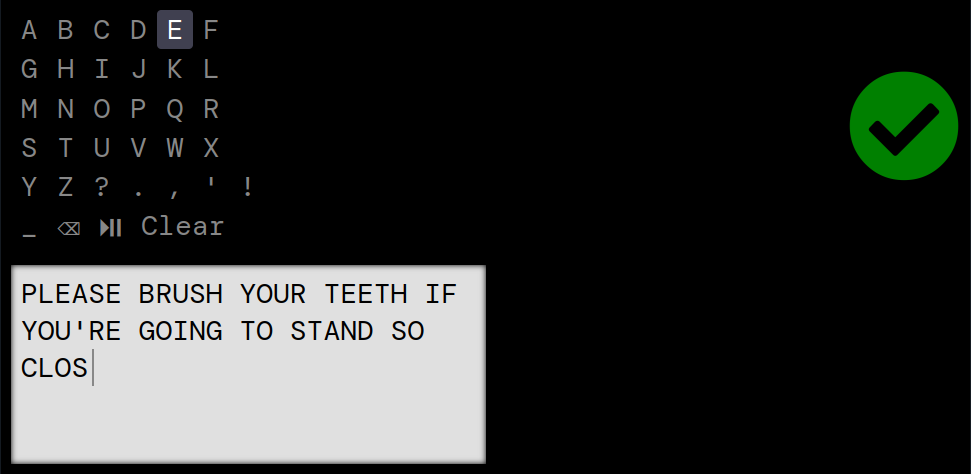 A B C D E F
G H I J K L
M N O P Q R
S T U V W X
Y Z ? . , ' !
_ ⌫ ⏯ Clear
PLEASE BRUSH YOUR TEETH IF
YOU'RE GOING TO STAND SO
CLOS